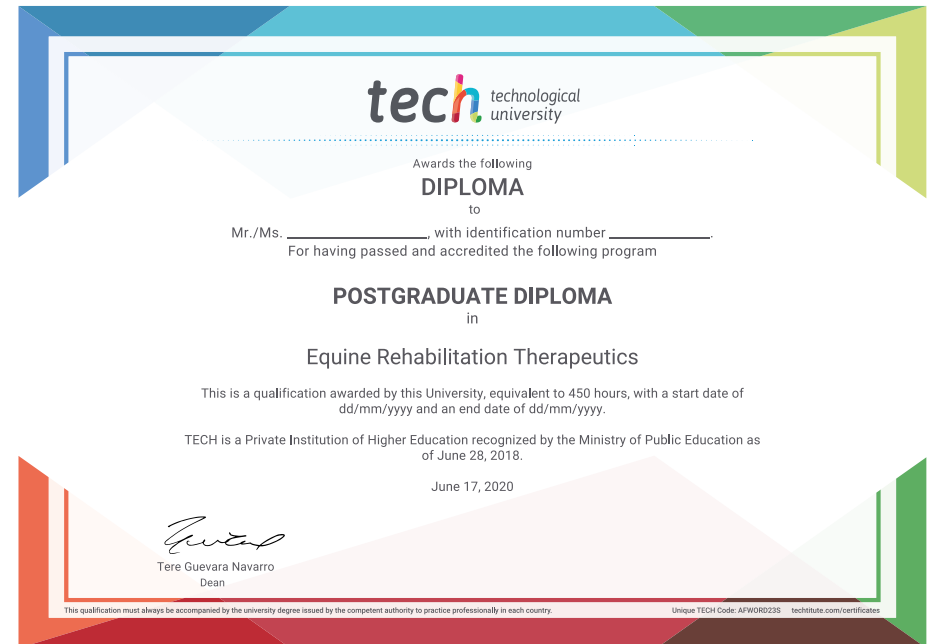 tech technological
university
Awards the following
DIPLOMA
to
Mr./Ms. ________________, with identification number ____________.
For having passed and accredited the following program
POSTGRADUATE DIPLOMA
in
Equine Rehabilitation Therapeutics
This is a qualification awarded by this University, equivalent to 450 hours, with a start date of
dd/mm/yyyy and an end date of dd/mm/yyyy.
TECH is a Private Institution of Higher Education recognized by the Ministry of Public Education as
of June 28, 2018.
June 17, 2020
Tere Guevara Navarro
Dean
This qualification must always be accompanied by the university degree issued by the competent authority to practice professionally in each country. Unique TECH Code: AFWORD23S techtitute.com/certificates